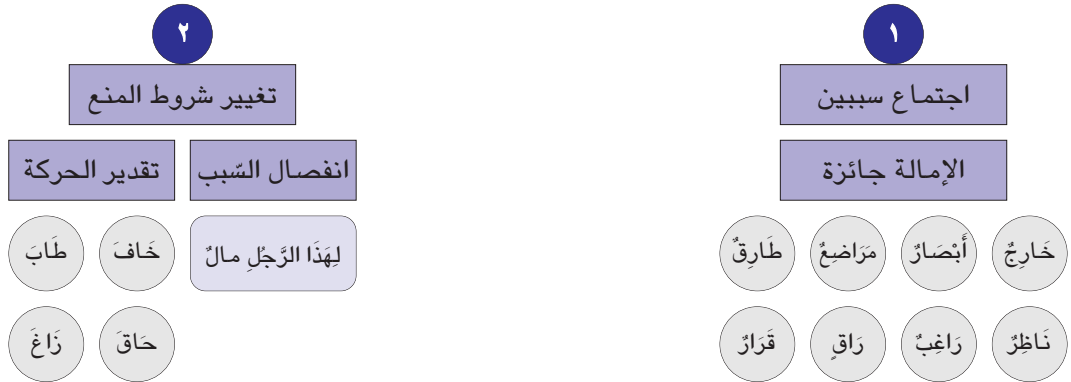 ١
اجتماع سببين
الإمالة جائزة
خَارِجٌ أَبْصَارٌ مَرَاضِعٌ طَارِقٌ
نَاظِرٌ رَاغِبٌ رَاقٍ قَرَارٌ
٢
تغيير شروط المنع
انفصال السّبب تقدير الحركة
لِهَذَا الرَّجُلِ مالٌ خَافَ طَابَ
حَاقَ زَاغَ